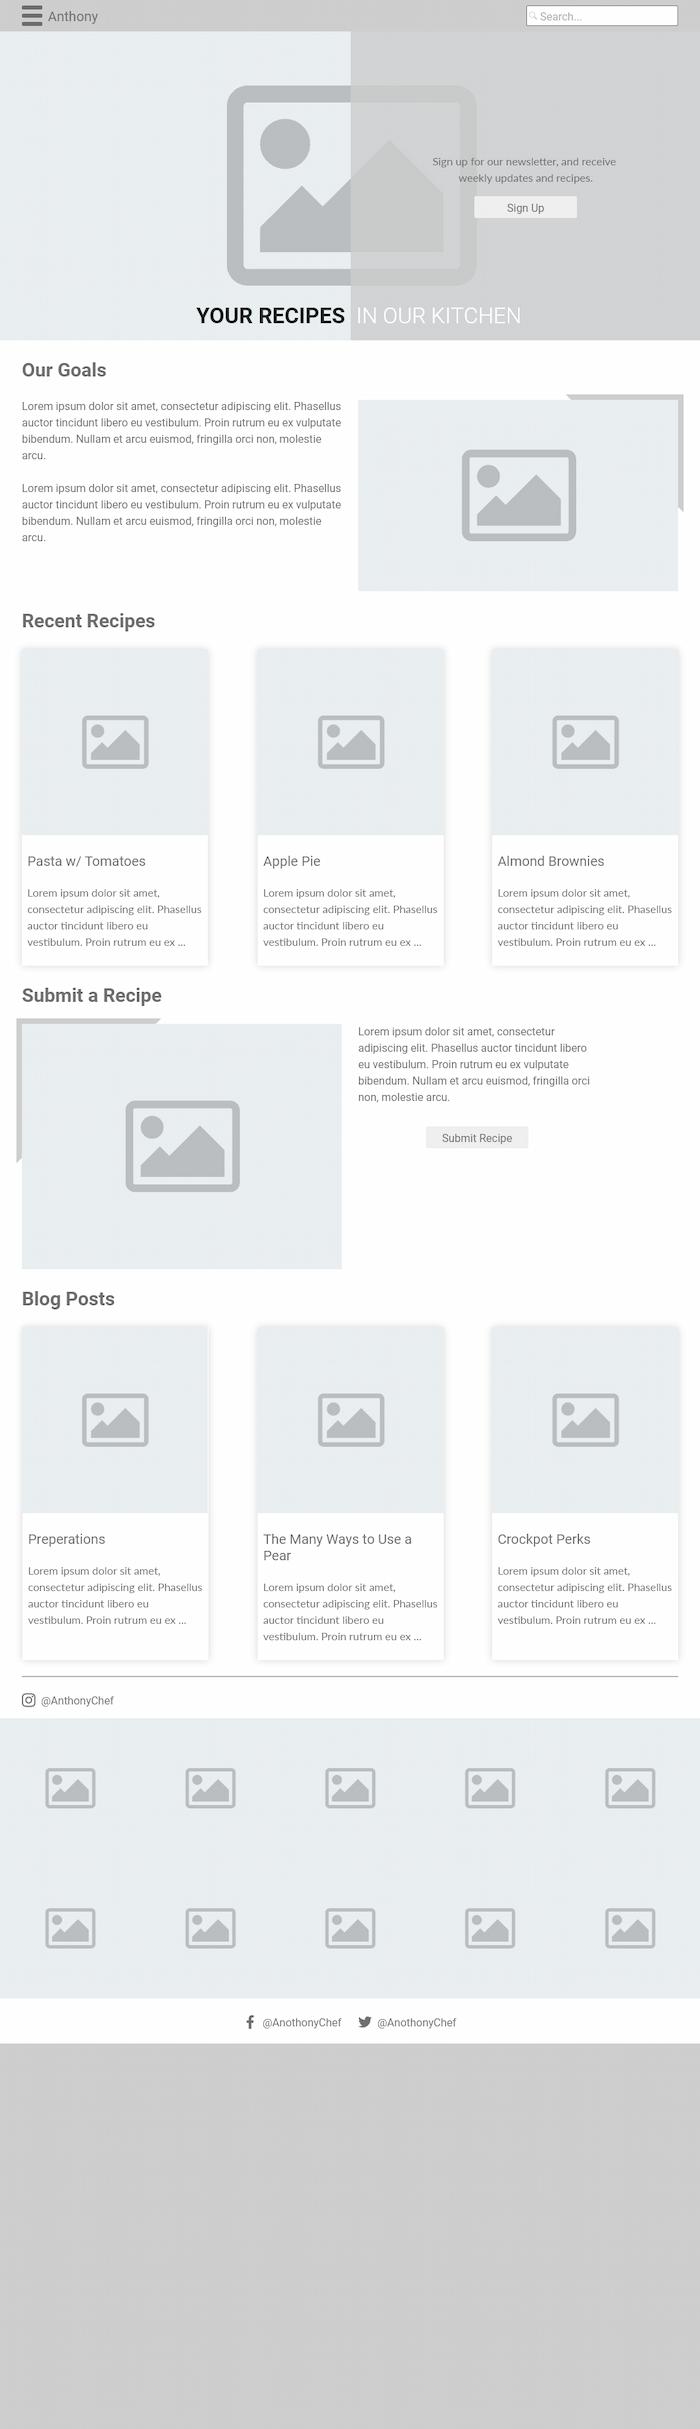 Anthony
Search...
Sign up for our newsletter, and receive
weekly updates and recipes.
Sign Up
YOUR RECIPES IN OUR KITCHEN
Our Goals
Lorem ipsum dolor sit amet, consectetur adipiscing elit. Phasellus
auctor tincidunt libero eu vestibulum. Proin rutrum eu ex vulputate
bibendum. Nullam et arcu euismod, fringilla orci non, molestie
arcu.
Lorem ipsum dolor sit amet, consectetur adipiscing elit. Phasellus
auctor tincidunt libero eu vestibulum. Proin rutrum eu ex vulputate
bibendum. Nullam et arcu euismod, fringilla orci non, molestie
arcu.
Recent Recipes
Pasta w/ Tomatoes
Lorem ipsum dolor sit amet,
consectetur adipiscing elit. Phasellus
auctor tincidunt libero eu
vestibulum. Proin rutrum eu ex ...
Apple Pie
Lorem ipsum dolor sit amet,
consectetur adipiscing elit. Phasellus
auctor tincidunt libero eu
vestibulum. Proin rutrum eu ex ...
Almond Brownies
Lorem ipsum dolor sit amet,
consectetur adipiscing elit. Phasellus
auctor tincidunt libero eu
vestibulum. Proin rutrum eu ex ...
Submit a Recipe
Lorem ipsum dolor sit amet, consectetur
adipiscing elit. Phasellus auctor tincidunt libero
eu vestibulum. Proin rutrum eu ex vulputate
bibendum. Nullam et arcu euismod, fringilla orci
non, molestie arcu.
Submit Recipe
Blog Posts
Preperations
Lorem ipsum dolor sit amet,
consectetur adipiscing elit. Phasellus
auctor tincidunt libero eu
vestibulum. Proin rutrum eu ex ...
The Many Ways to Use a
Pear
Lorem ipsum dolor sit amet,
consectetur adipiscing elit. Phasellus
auctor tincidunt libero eu
vestibulum. Proin rutrum eu ex ...
Crockpot Perks
Lorem ipsum dolor sit amet,
consectetur adipiscing elit. Phasellus
auctor tincidunt libero eu
vestibulum. Proin rutrum eu ex ...
@AnthonyChef
@AnothonyChef
@AnothonyChef